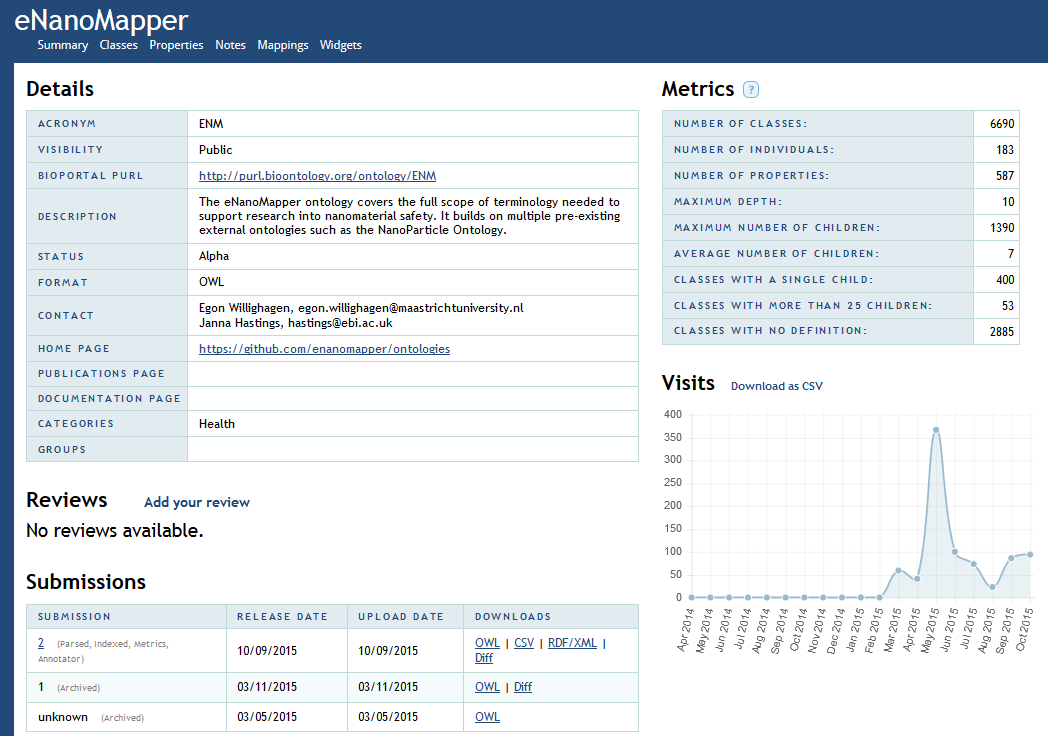 eNanoMapper
Summary Classes Properties Notes Mappings Widgets
Details
ACRONYM ENM
VISIBILITY Public
BIOPORTAL PURL http://purl.bioontology.org/ontology/ENM
DESCRIPTION The eNanoMapper ontology covers the full scope of terminology needed to
support research into nanomaterial safety. It builds on multiple pre-existing
external ontologies such as the NanoParticle Ontology.
STATUS Alpha
FORMAT OWL
CONTACT Egon Willighagen, egon.willighagen@maastrichtuniversity.nl
Janna Hastings, hastings@ebi.ac.uk
HOME PAGE https://github.com/enanomapper/ontologies
PUBLICATIONS PAGE
DOCUMENTATION PAGE
CATEGORIES Health
GROUPS
Reviews Add your review
No reviews available.
Submissions
SUBMISSION RELEASE DATE UPLOAD DATE DOWNLOADS
2 (Parsed, Indexed, Metrics, 10/09/2015 10/09/2015 OWL | CSV | RDF/XML |
Annotator) Diff
1 (Archived) 03/11/2015 03/11/2015 OWL | Diff
unknown (Archived) 03/05/2015 03/05/2015 OWL
Metrics ?
NUMBER OF CLASSES: 6690
NUMBER OF INDIVIDUALS: 183
NUMBER OF PROPERTIES: 587
MAXIMUM DEPTH: 10
MAXIMUM NUMBER OF CHILDREN: 1390
AVERAGE NUMBER OF CHILDREN: 7
CLASSES WITH A SINGLE CHILD: 400
CLASSES WITH MORE THAN 25 CHILDREN: 53
CLASSES WITH NO DEFINITION: 2885
Visits Download as CSV
400
350
300
250
200
150
100
50
0
Apr 2014 May 2014 Jun 2014 Jul 2014 Aug 2014 Sep 2014 Oct 2014 Nov 2014 Dec 2014 Jan 2015 Feb 2015 Mar 2015 Apr 2015 May 2015 Jun 2015 Jul 2015 Aug 2015 Sep 2015 Oct 2015